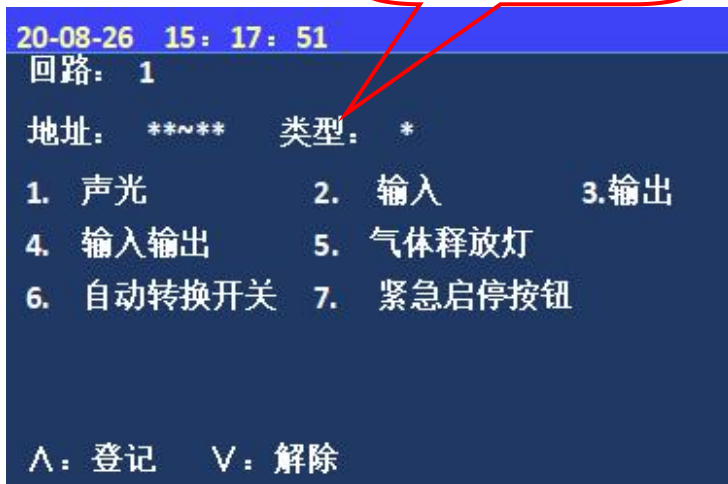 20-08-26 15：17：51
回路： 1
地址： **~** 类型： *
1. 声光 2. 输入 3.输出
4. 输入输出 5. 气体释放灯
6. 自动转换开关 7. 紧急启停按钮
∧：登记 ∨：解除